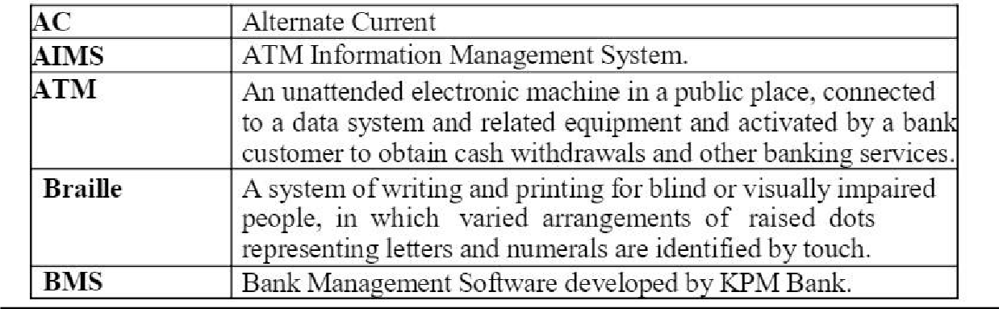 AC Alternate Current
AIMS ATM Information Management System.
ATM An unattended electronic machine in a public place, connected
to a data system and related equipment and activated by a bank
customer to obtain cash withdrawals and other banking services.
Braille A system of writing and printing for blind or visually impaired
people, in which varied arrangements of raised dots
representing letters and numerals are identified by touch.
BMS Bank Management Software developed by KPM Bank.